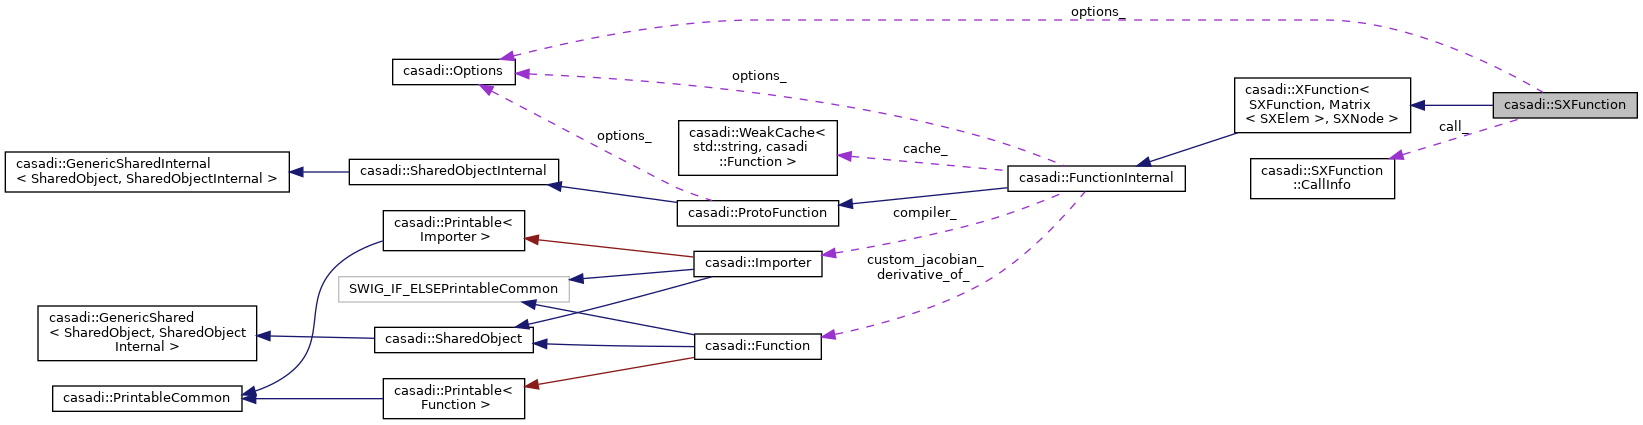 options_
casadi::Options
options_
casadi::XFunction<
SXFunction, Matrix
< SXElem >, SXNode >
casadi::SXFunction
options_
casadi::WeakCache<
std::string, casadi
::Function >
cache_
call_
casadi::GenericSharedInternal
< SharedObject, SharedObjectInternal >
casadi::SharedObjectInternal
casadi::FunctionInternal
casadi::SXFunction
::CallInfo
casadi::ProtoFunction
compiler_
casadi::Printable<
Importer >
casadi::Importer
custom_jacobian_
derivative_of_
SWIG_IF_ELSEPrintableCommon
casadi::GenericShared
< SharedObject, SharedObject
Internal >
casadi::SharedObject
casadi::Function
casadi::PrintableCommon
casadi::Printable<
Function >